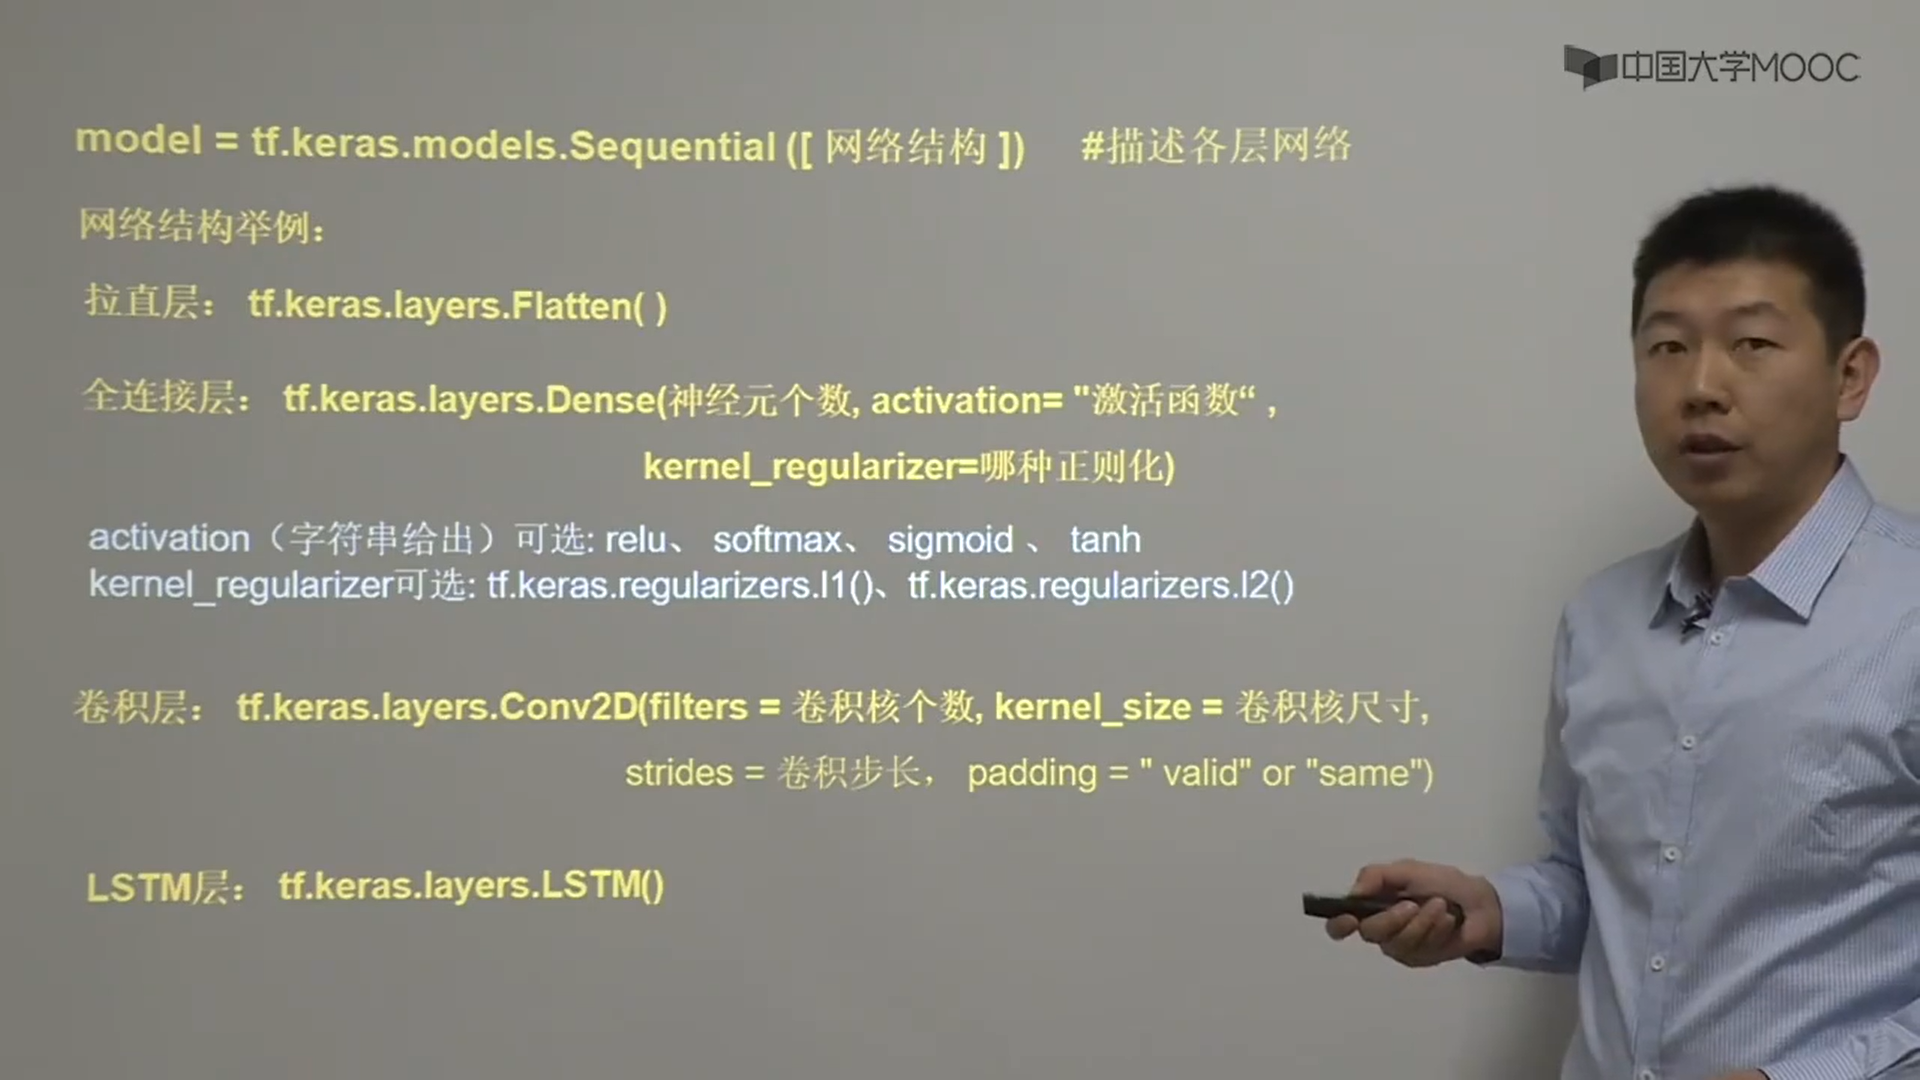 中国大学MOOC
model = tf.keras.models.Sequential ([ 网络结构 ]) #描述各层网络
网络结构举例：
拉直层： tf.keras.layers.Flatten( )
全连接层： tf.keras.layers.Dense(神经元个数, activation= "激活函数“ ,
kernel_regularizer=哪种正则化)
activation（字符串给出）可选: relu、 softmax、 sigmoid 、 tanh
kernel_regularizer可选: tf.keras.regularizers.l1()、tf.keras.regularizers.l2()
卷积层： tf.keras.layers.Conv2D(filters = 卷积核个数, kernel_size = 卷积核尺寸,
strides = 卷积步长， padding = " valid" or "same")
LSTM层： tf.keras.layers.LSTM()